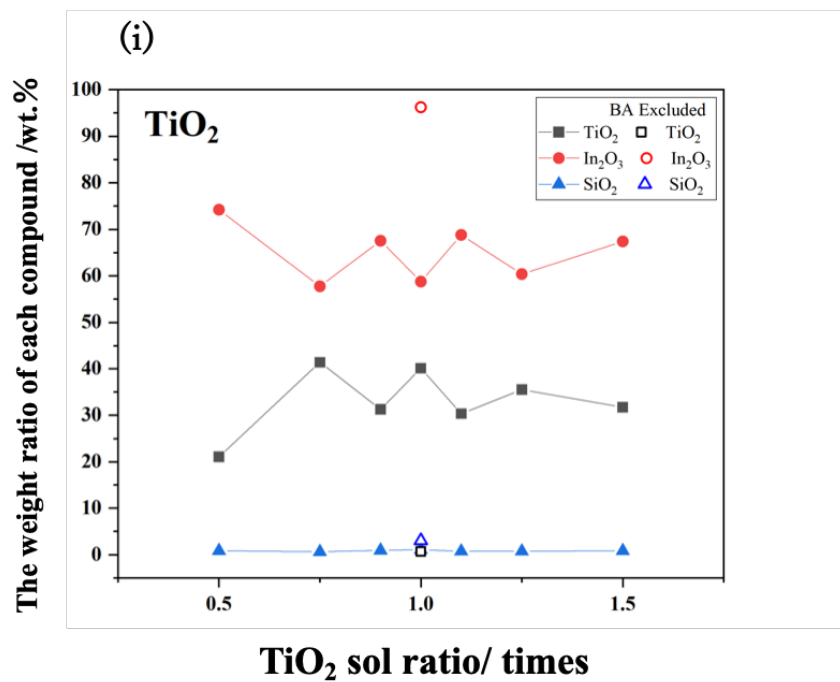 (i)
The weight ratio of each compound /wt.%
100
90
80
70
60
50
40
30
20
10
0
TiO₂
BA Excluded
TiO₂ TiO₂
In₂O₃ In₂O₃
SiO₂ SiO₂
0.5 1.0 1.5
TiO₂ sol ratio/ times